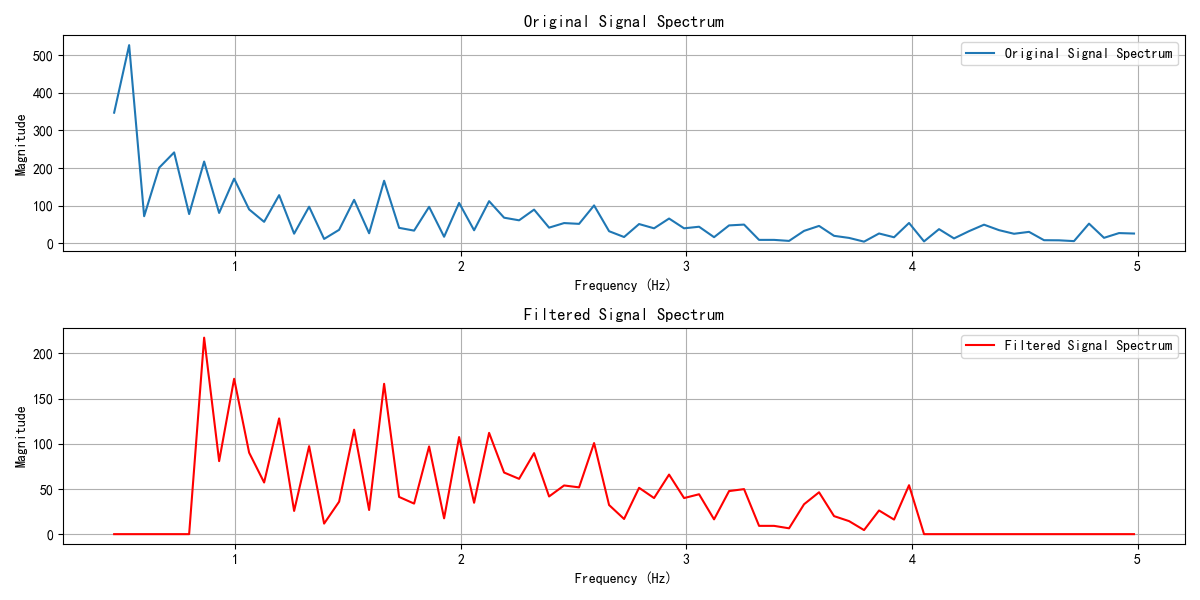 Original Signal Spectrum
Original Signal Spectrum
Magnitude
500
400
300
200
100
0
1 2 3 4 5
Frequency (Hz)
Filtered Signal Spectrum
Filtered Signal Spectrum
Magnitude
200
150
100
50
0
1 2 3 4 5
Frequency (Hz)